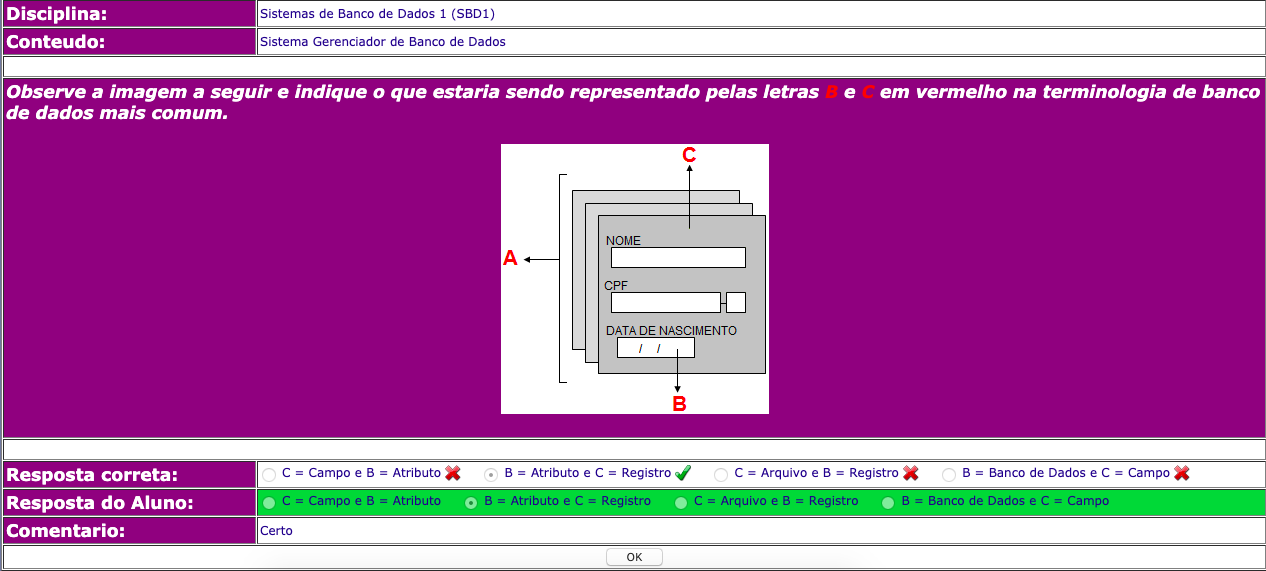 Disciplina: Sistemas de Banco de Dados 1 (SBD1)
Conteudo: Sistema Gerenciador de Banco de Dados
Observe a imagem a seguir e indique o que estaria sendo representado pelas letras B e C em vermelho na terminologia de banco
de dados mais comum.
C
NOME
A
CPF
-
DATA DE NASCIMENTO
/ /
B
Resposta correta: C = Campo e B = Atributo B = Atributo e C = Registro C = Arquivo e B = Registro B = Banco de Dados e C = Campo
Resposta do Aluno: C = Campo e B = Atributo B = Atributo e C = Registro C = Arquivo e B = Registro B = Banco de Dados e C = Campo
Comentario: Certo
OK